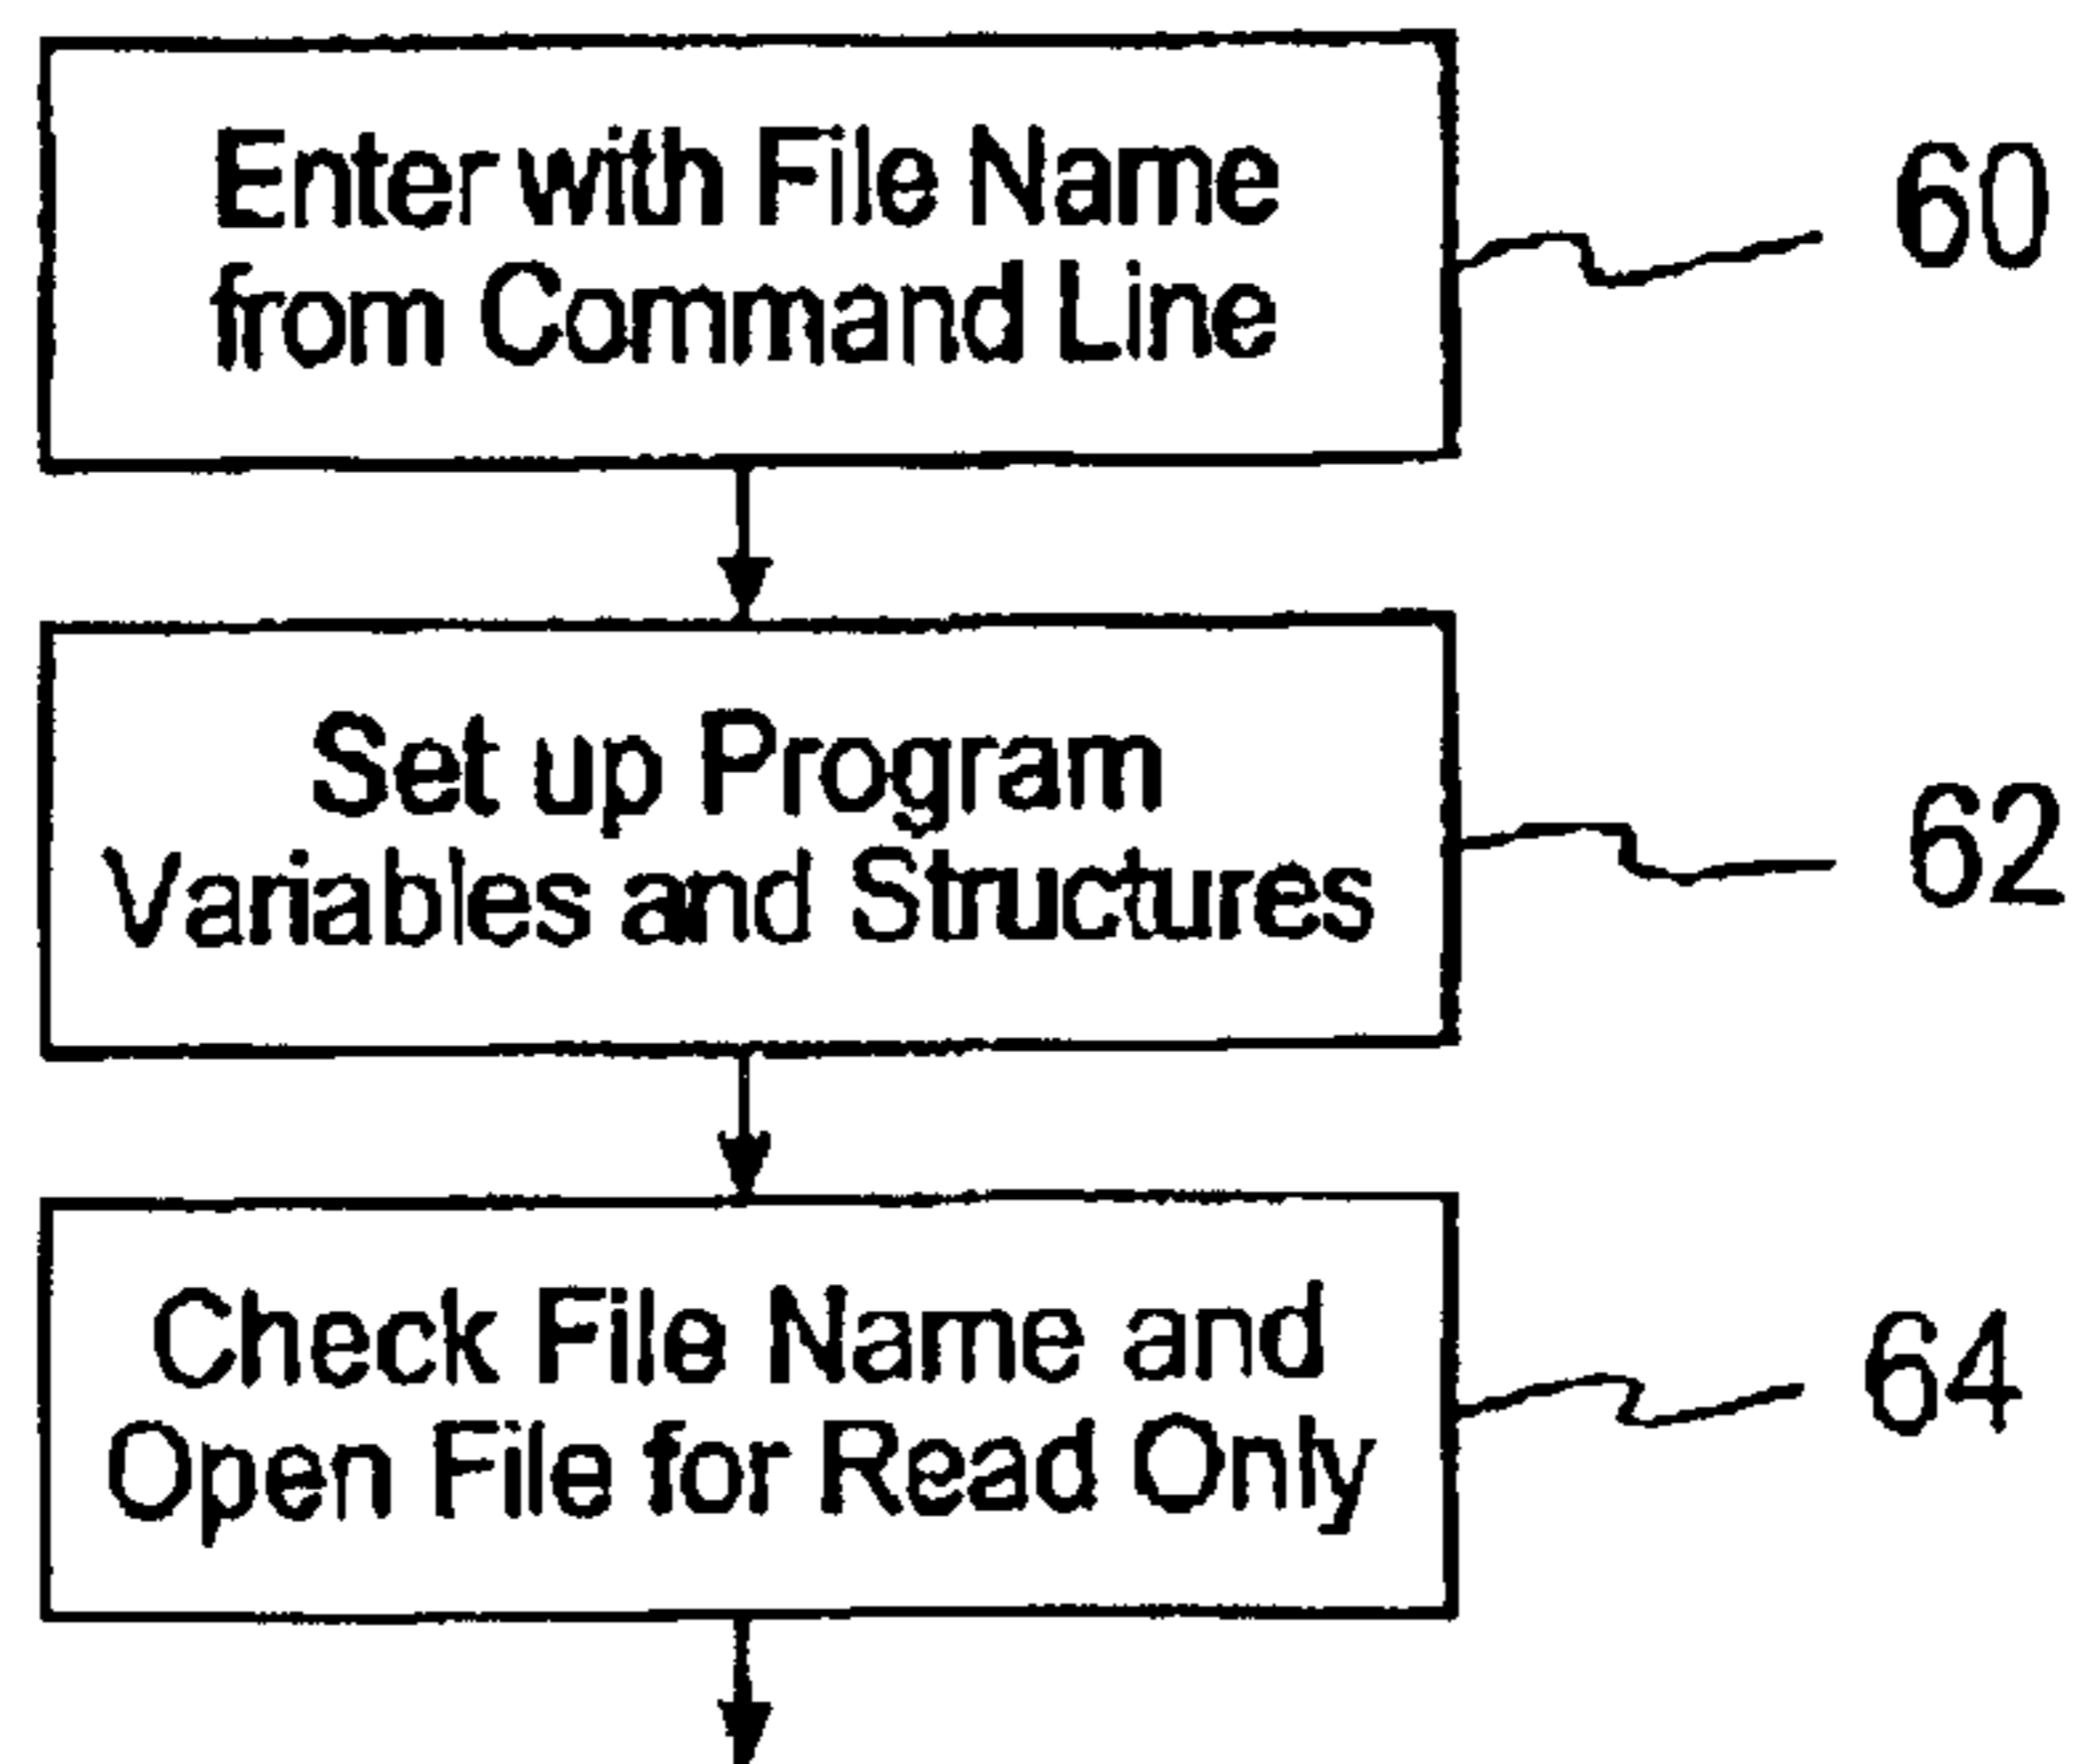 Enter with File Name
from Command Line
60
Set up Program
Variables and Structures
62
Check File Name and
Open File for Read Only
64